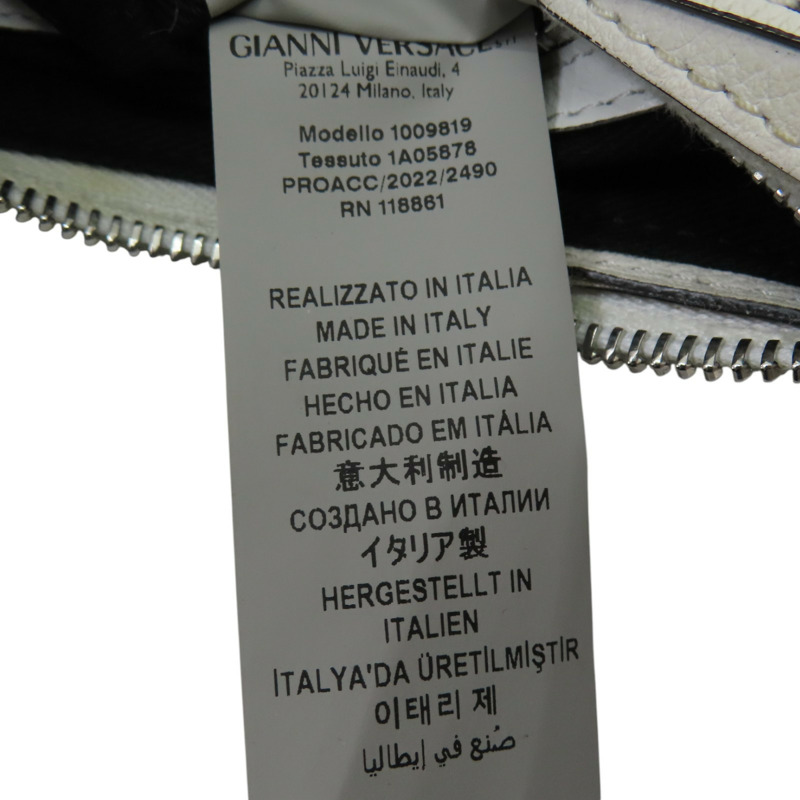 GIANNI VERSACE s.r.l
Piazza Luigi Einaudi, 4
20124 Milano, Italy
Modello 1009819
Tessuto 1A05878
PROACC/2022/2490
RN 118861
REALIZZATO IN ITALIA
MADE IN ITALY
FABRIQUÉ EN ITALIE
HECHO EN ITALIA
FABRICADO EM ITÁLIA
意大利制造
СОЗДАНО В ИТАЛИИ
イタリア製
HERGESTELLT IN
ITALIEN
İTALYA'DA ÜRETİLMİŞTİR
이태리 제
صُنع في إيطاليا